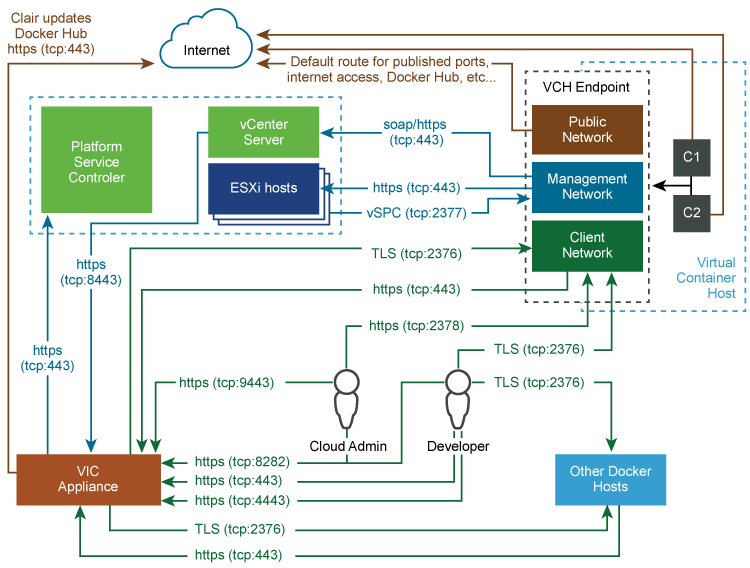 Clair updates
Docker Hub
https (tcp:443)
Internet
Default route for published ports,
internet access, Docker Hub, etc...
VCH Endpoint
Public
Network
Platform
Service
Controler
vCenter
Server
soap/https
(tcp:443)
C1
ESXi hosts
https (tcp:443)
Management
Network
vSPC (tcp:2377)
C2
Client
Network
TLS (tcp:2376)
https
(tcp:8443)
https (tcp:443)
Virtual
Container
Host
https (tcp:2378)
https
(tcp:443)
TLS (tcp:2376)
https (tcp:9443)
TLS (tcp:2376)
Cloud Admin
Developer
https (tcp:8282)
VIC
Appliance
https (tcp:443)
https (tcp:4443)
Other Docker
Hosts
TLS (tcp:2376)
https (tcp:443)